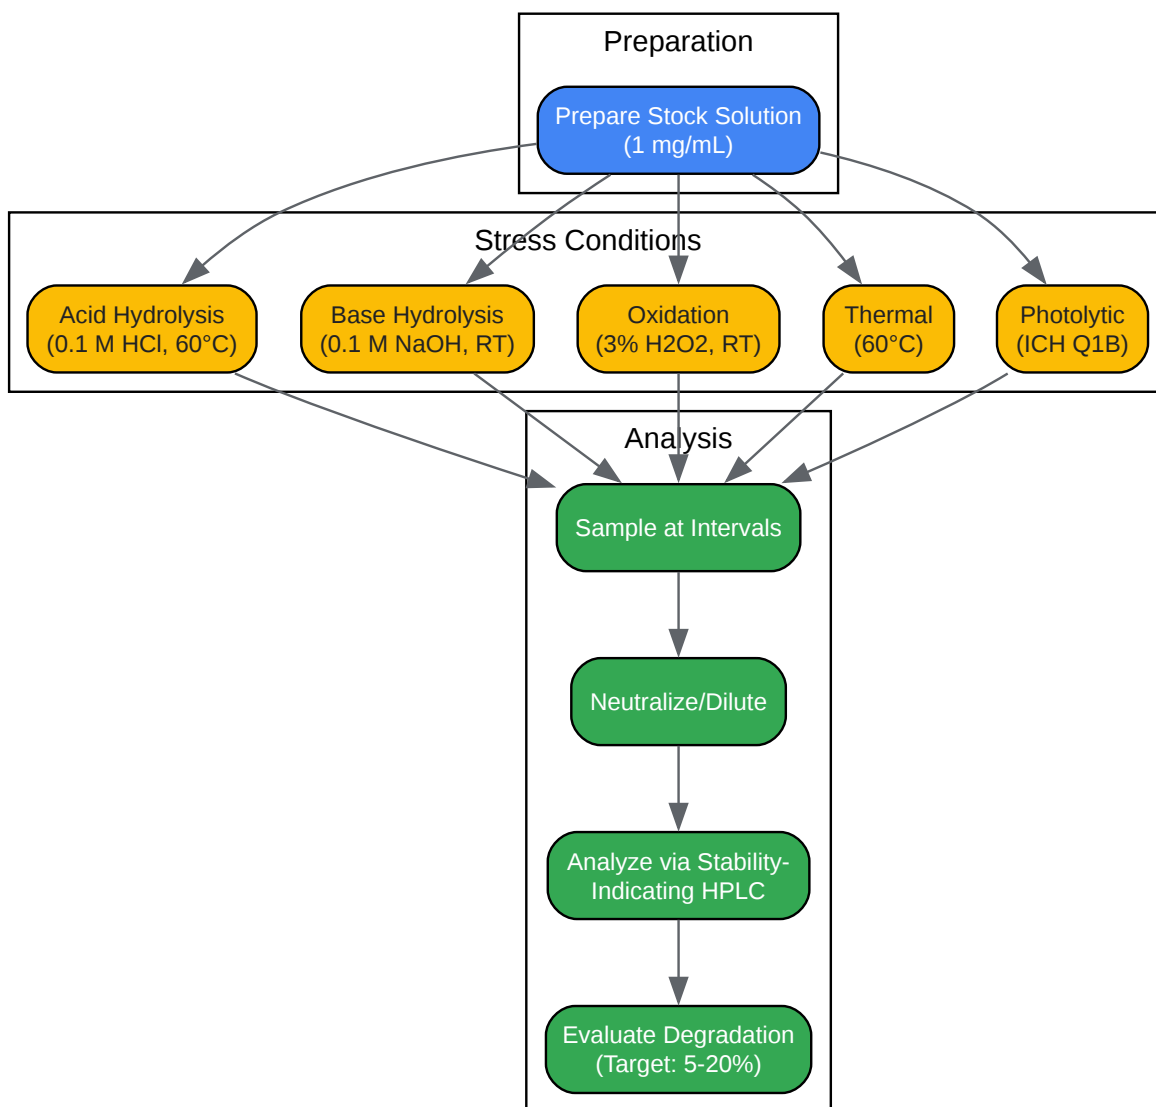 Preparation
Prepare Stock Solution
(1 mg/mL)
Stress Conditions
Acid Hydrolysis
(0.1 M HCl, 60°C)
Base Hydrolysis
(0.1 M NaOH, RT)
Oxidation
(3% H2O2, RT)
Thermal
(60°C)
Photolytic
(ICH Q1B)
Analysis
Sample at Intervals
Neutralize/Dilute
Analyze via Stability-
Indicating HPLC
Evaluate Degradation
(Target: 5-20%)